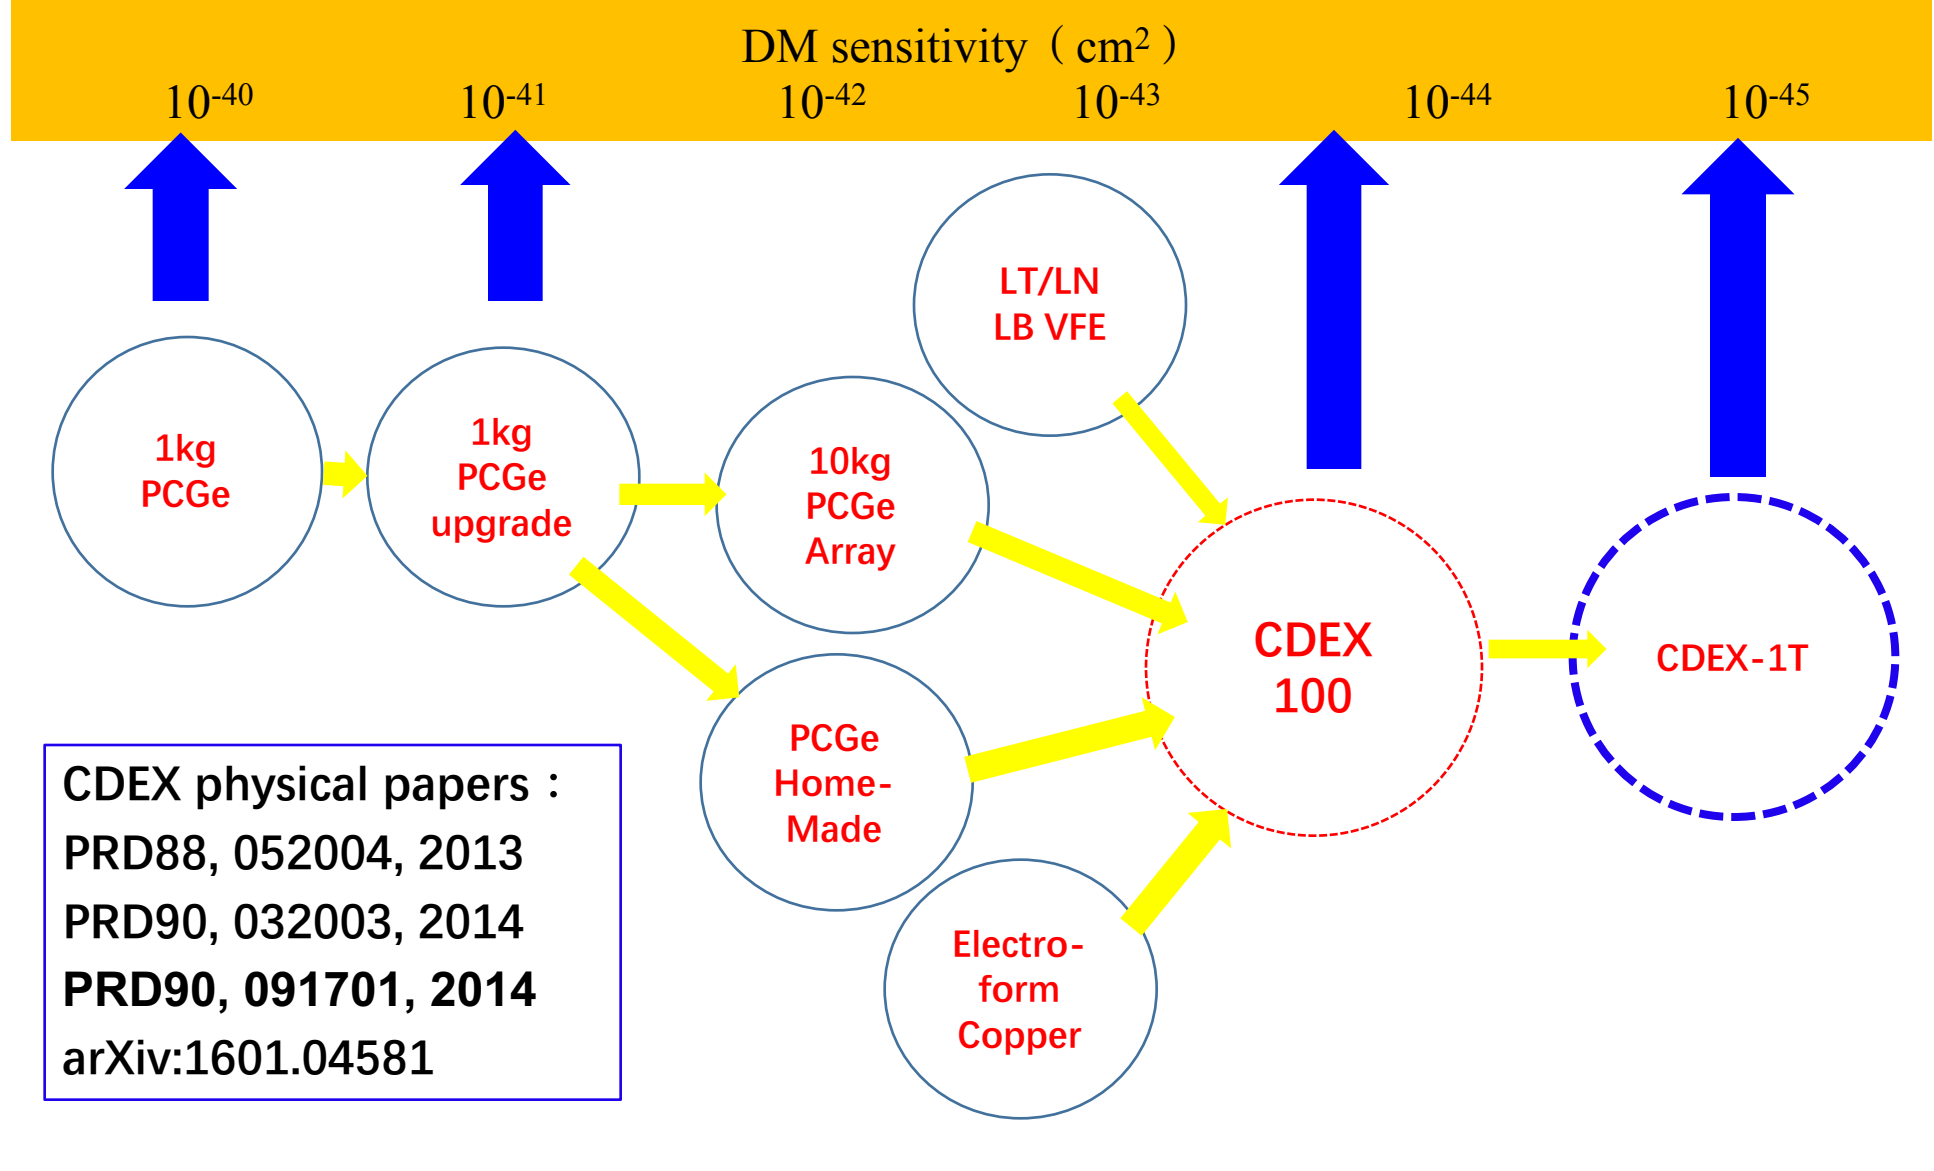 DM sensitivity（cm²）
10⁻⁴⁰ 10⁻⁴¹ 10⁻⁴² 10⁻⁴³ 10⁻⁴⁴ 10⁻⁴⁵
LT/LN
LB VFE
1kg
PCGe
1kg
PCGe
upgrade
10kg
PCGe
Array
CDEX
100
CDEX-1T
PCGe
Home-
Made
Electro-
form
Copper
CDEX physical papers：
PRD88, 052004, 2013
PRD90, 032003, 2014
PRD90, 091701, 2014
arXiv:1601.04581